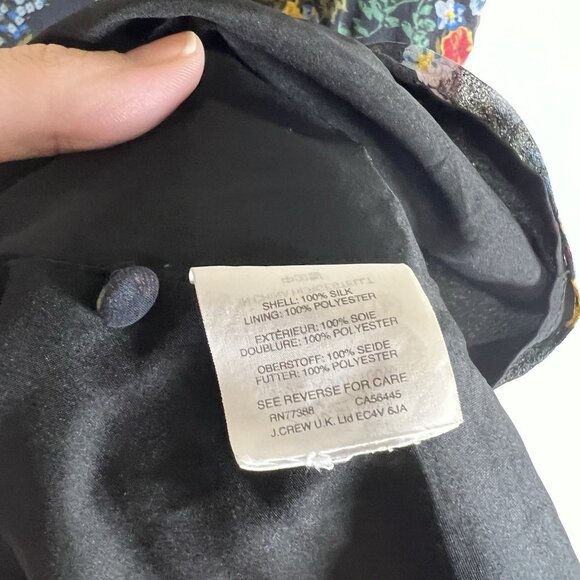 SHELL: 100% SILK
LINING: 100% POLYESTER
EXTÉRIEUR: 100% SOIE
DOUBLURE: 100% POLYESTER
OBERSTOFF: 100% SEIDE
FUTTER: 100% POLYESTER
SEE REVERSE FOR CARE
RN77388 CA56445
J.CREW U.K. Ltd EC4V 6JA